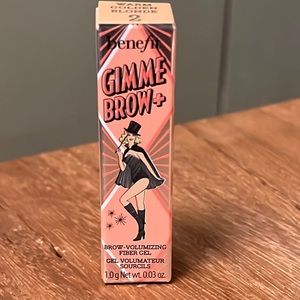 WARM
GOLDEN
BLONDE
2
benefit
GIMME
BROW+
BROW-VOLUMIZING
FIBER GEL
GEL VOLUMATEUR
SOURCILS
1.0 g Net wt. 0.03 oz.